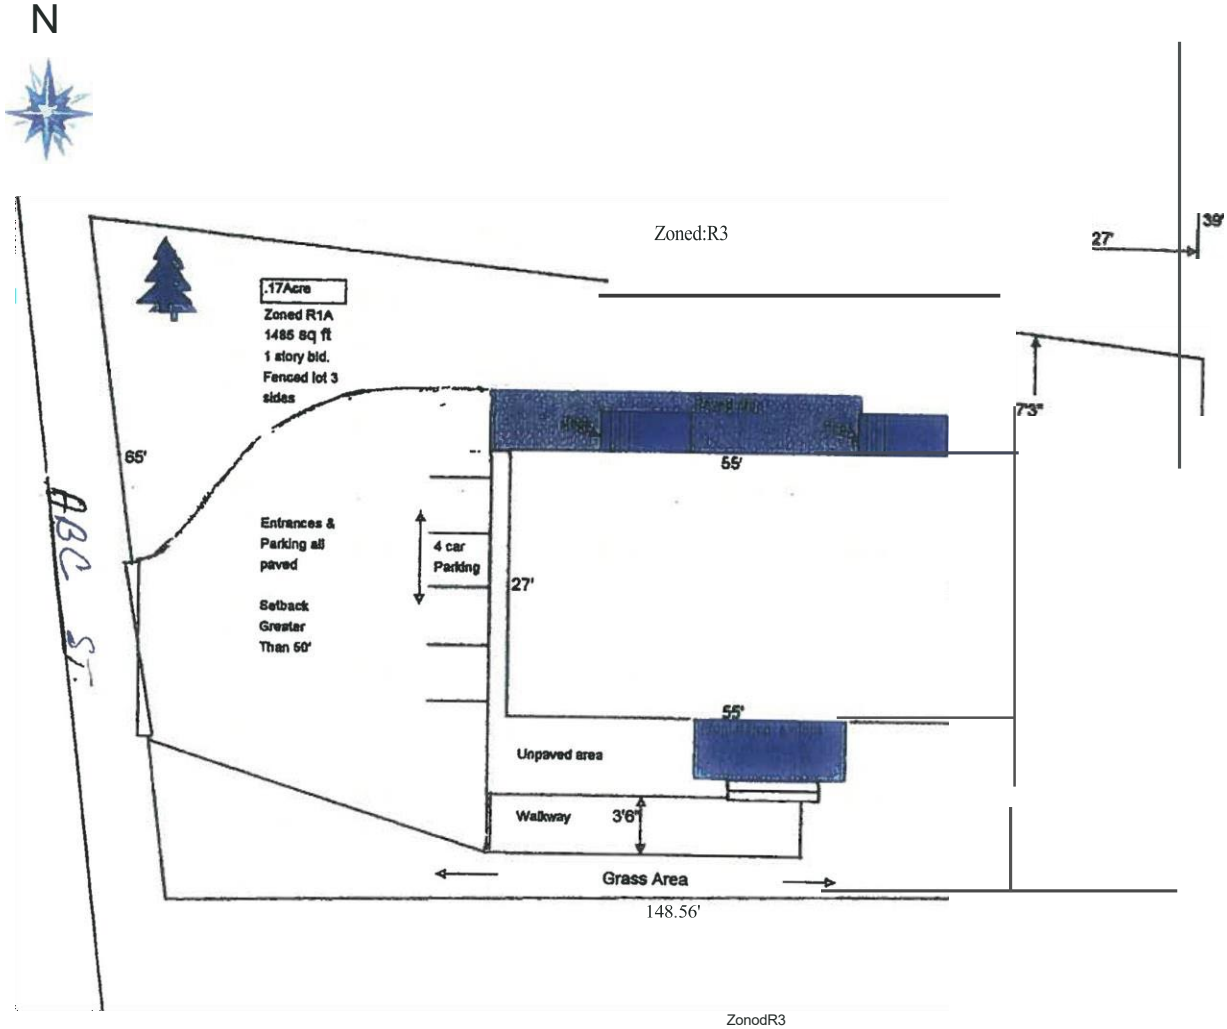 N
Zoned:R3
39'
27'
.17Acre
Zoned R1A
1485 sq ft
1 story bld.
Fenced lot 3
sides
7'3"
65'
55'
ABC ST.
Entrances &
Parking all
paved
4 car
Parking
27'
Setback
Greater
Than 50'
55'
Unpaved area
Walkway
3'6"
Grass Area
148.56'
ZonodR3